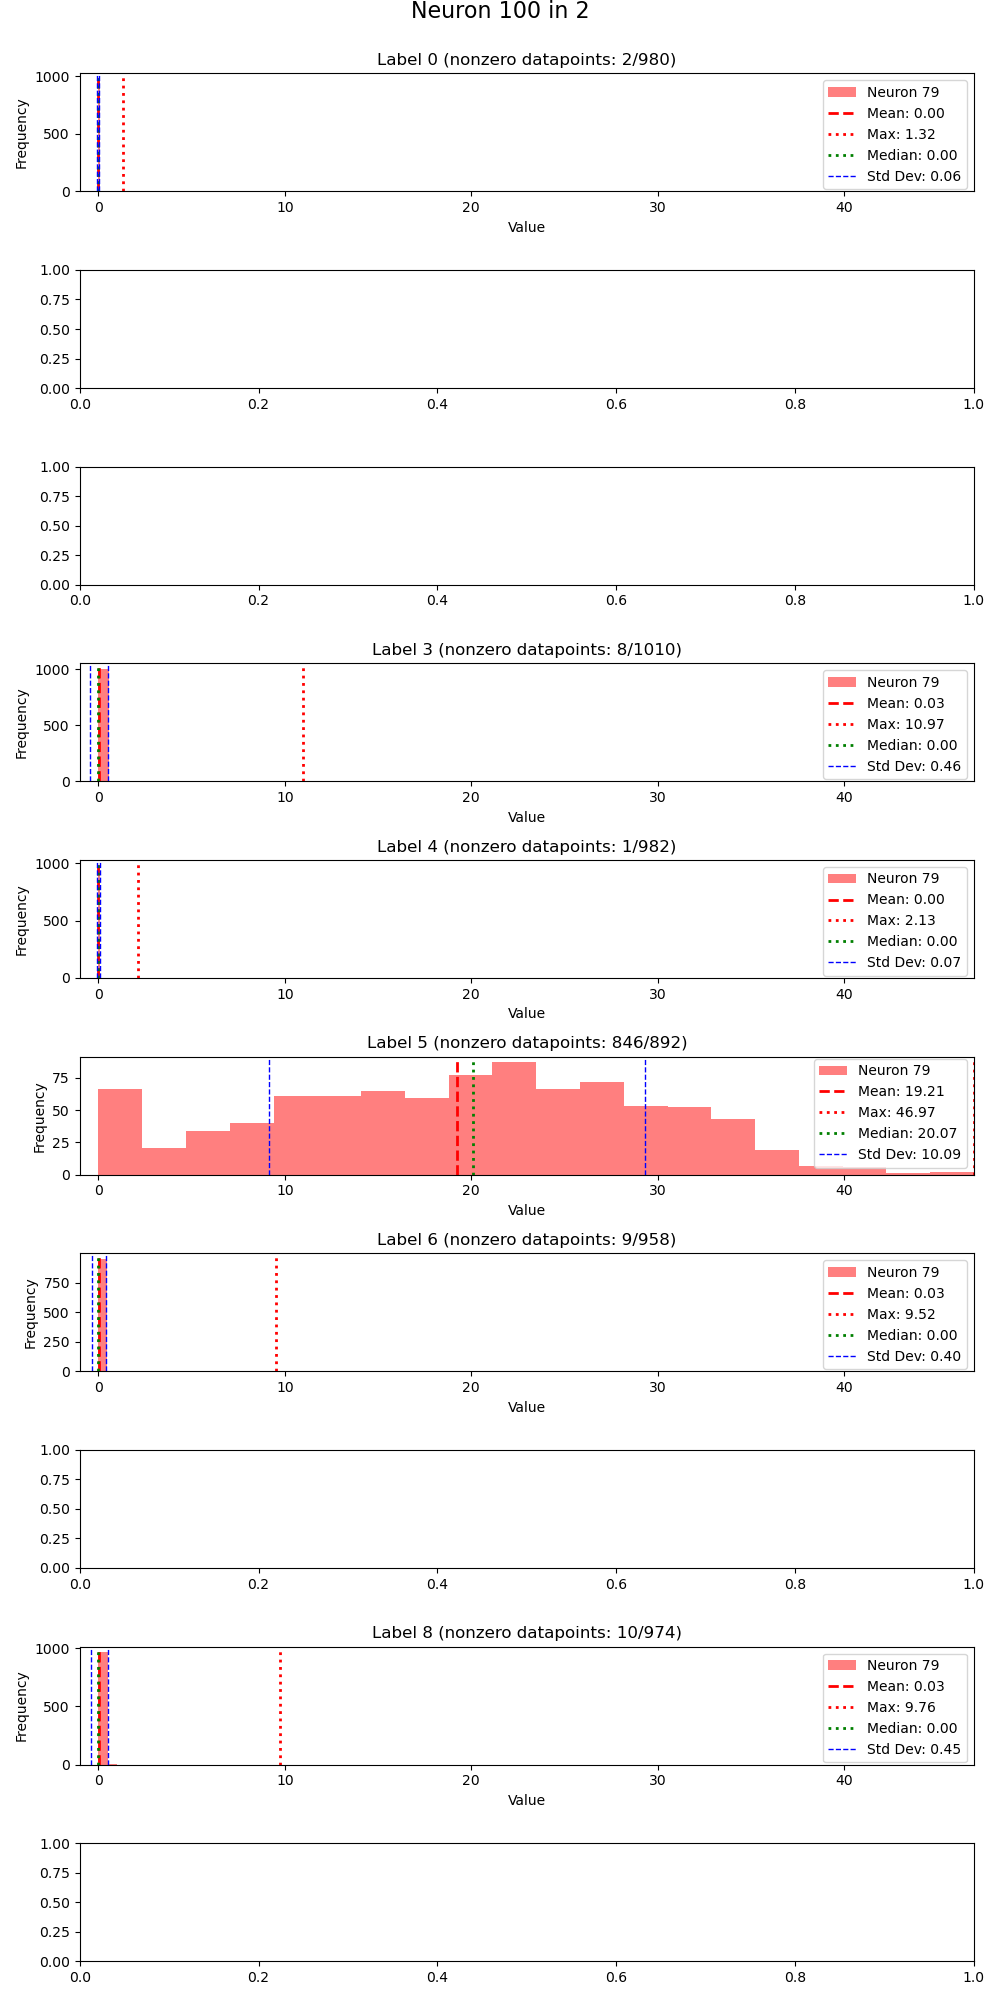 Neuron 100 in 2
Label 0 (nonzero datapoints: 2/980)
Frequency
1000
500
0
Neuron 79
Mean: 0.00
Max: 1.32
Median: 0.00
Std Dev: 0.06
0 10 20 30 40
Value
1.00
0.75
0.50
0.25
0.00
0.0 0.2 0.4 0.6 0.8 1.0
1.00
0.75
0.50
0.25
0.00
0.0 0.2 0.4 0.6 0.8 1.0
Label 3 (nonzero datapoints: 8/1010)
Frequency
1000
500
0
Neuron 79
Mean: 0.03
Max: 10.97
Median: 0.00
Std Dev: 0.46
0 10 20 30 40
Value
Label 4 (nonzero datapoints: 1/982)
Frequency
1000
500
0
Neuron 79
Mean: 0.00
Max: 2.13
Median: 0.00
Std Dev: 0.07
0 10 20 30 40
Value
Label 5 (nonzero datapoints: 846/892)
Frequency
75
50
25
0
Neuron 79
Mean: 19.21
Max: 46.97
Median: 20.07
Std Dev: 10.09
0 10 20 30 40
Value
Label 6 (nonzero datapoints: 9/958)
Frequency
750
500
250
0
Neuron 79
Mean: 0.03
Max: 9.52
Median: 0.00
Std Dev: 0.40
0 10 20 30 40
Value
1.00
0.75
0.50
0.25
0.00
0.0 0.2 0.4 0.6 0.8 1.0
Label 8 (nonzero datapoints: 10/974)
Frequency
1000
500
0
Neuron 79
Mean: 0.03
Max: 9.76
Median: 0.00
Std Dev: 0.45
0 10 20 30 40
Value
1.00
0.75
0.50
0.25
0.00
0.0 0.2 0.4 0.6 0.8 1.0